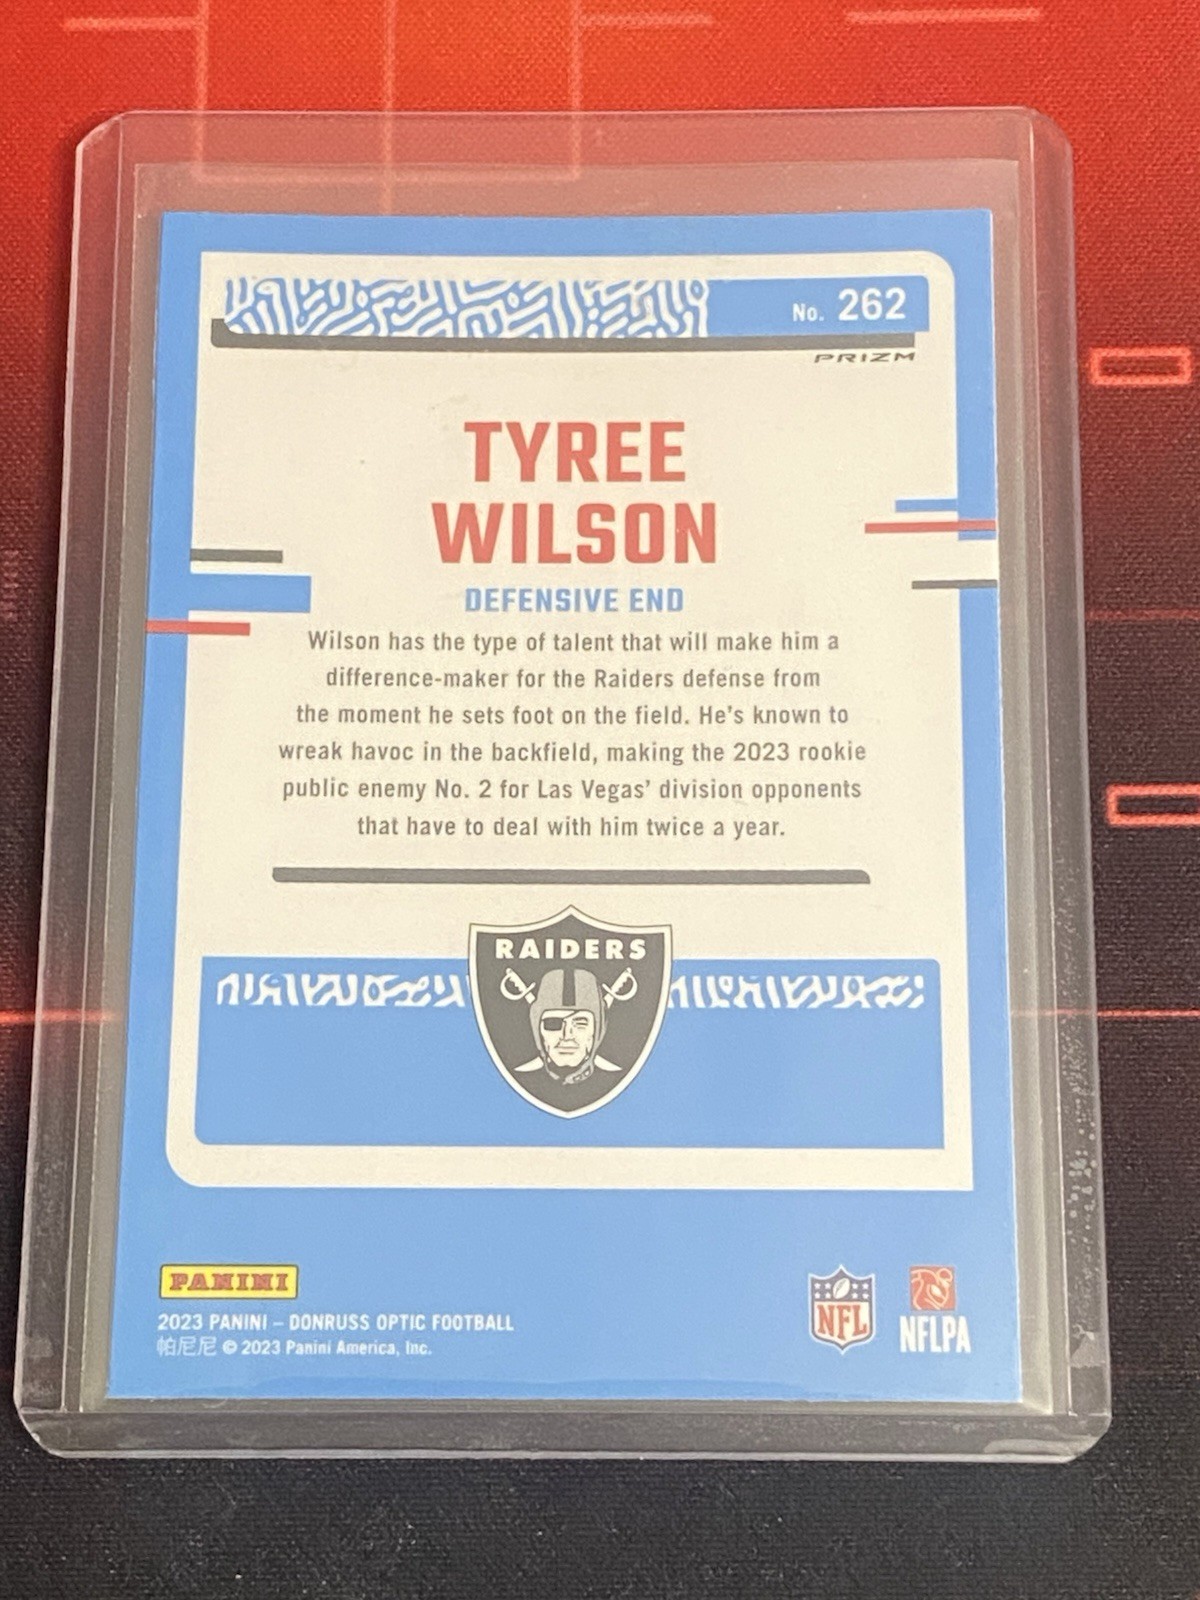 No. 262
PRIZM
TYREE
WILSON
DEFENSIVE END
Wilson has the type of talent that will make him a
difference-maker for the Raiders defense from
the moment he sets foot on the field. He's known to
wreak havoc in the backfield, making the 2023 rookie
public enemy No. 2 for Las Vegas' division opponents
that have to deal with him twice a year.
RAIDERS
PANINI
2023 PANINI – DONRUSS OPTIC FOOTBALL
帕尼尼 © 2023 Panini America, Inc.
NFL
NFLPA